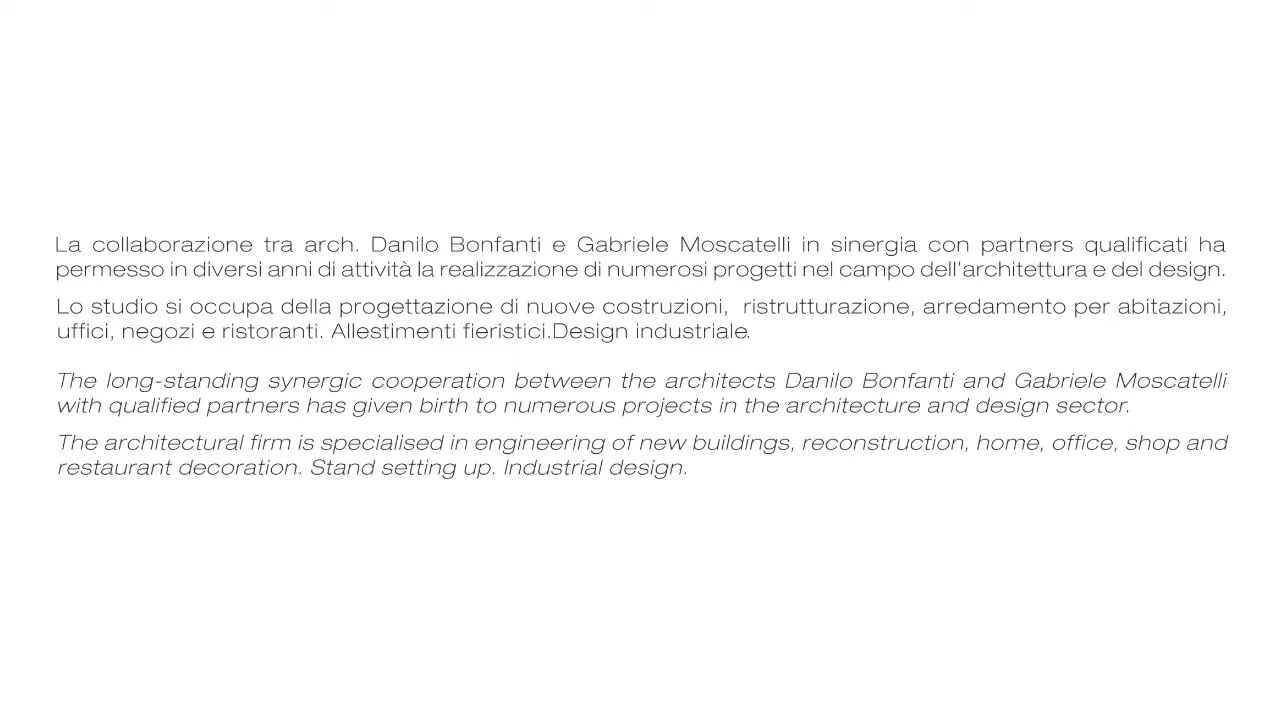 La collaborazione tra arch. Danilo Bonfanti e Gabriele Moscatelli in sinergia con partners qualificati ha
permesso in diversi anni di attività la realizzazione di numerosi progetti nel campo dell'architettura e del design.
Lo studio si occupa della progettazione di nuove costruzioni,  ristrutturazione, arredamento per abitazioni,
uffici, negozi e ristoranti. Allestimenti fieristici.Design industriale.
The long-standing synergic cooperation between the architects Danilo Bonfanti and Gabriele Moscatelli
with qualified partners has given birth to numerous projects in the architecture and design sector.
The architectural firm is specialised in engineering of new buildings, reconstruction, home, office, shop and
restaurant decoration. Stand setting up. Industrial design.